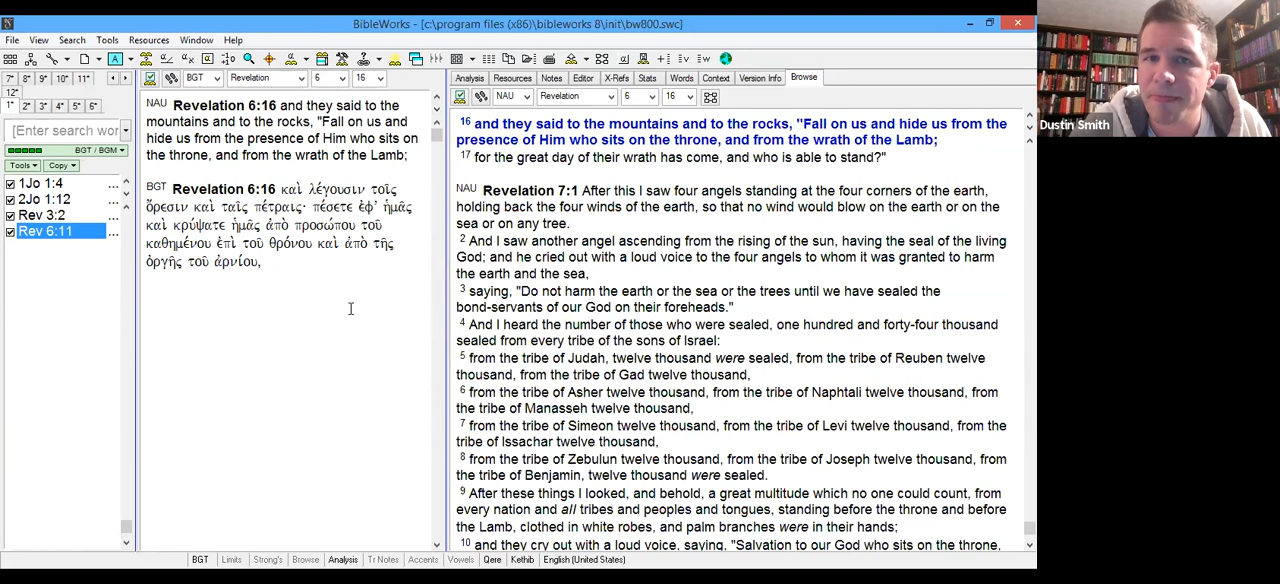 BibleWorks - [c:\program files (x86)\bibleworks 8\init\bw800.swc]
File View Search Tools Resources Window Help
7* 8* 9* 10* 11*
12*
1* 2* 3* 4* 5* 6*
[Enter search wor
BGT / BGM
Tools Copy
1Jo 1:4 ...
2Jo 1:12
Rev 3:2
Rev 6:11 ...
BGT Revelation 6 16
NAU Revelation 6:16 and they said to the
mountains and to the rocks, "Fall on us and
hide us from the presence of Him who sits on
the throne, and from the wrath of the Lamb;
BGT Revelation 6:16 καὶ λέγουσιν τοῖς
ὄρεσιν καὶ ταῖς πέτραις· πέσετε ἐφ' ἡμᾶς
καὶ κρύψατε ἡμᾶς ἀπὸ προσώπου τοῦ
καθημένου ἐπὶ τοῦ θρόνου καὶ ἀπὸ τῆς
ὀργῆς τοῦ ἀρνίου,
Analysis Resources Notes Editor X-Refs Stats Words Context Version Info Browse
NAU Revelation 6 16
16 and they said to the mountains and to the rocks, "Fall on us and hide us from the
presence of Him who sits on the throne, and from the wrath of the Lamb;
17 for the great day of their wrath has come, and who is able to stand?"
NAU Revelation 7:1 After this I saw four angels standing at the four corners of the earth,
holding back the four winds of the earth, so that no wind would blow on the earth or on the
sea or on any tree.
2 And I saw another angel ascending from the rising of the sun, having the seal of the living
God; and he cried out with a loud voice to the four angels to whom it was granted to harm
the earth and the sea,
3 saying, "Do not harm the earth or the sea or the trees until we have sealed the
bond-servants of our God on their foreheads."
4 And I heard the number of those who were sealed, one hundred and forty-four thousand
sealed from every tribe of the sons of Israel:
5 from the tribe of Judah, twelve thousand were sealed, from the tribe of Reuben twelve
thousand, from the tribe of Gad twelve thousand,
6 from the tribe of Asher twelve thousand, from the tribe of Naphtali twelve thousand, from
the tribe of Manasseh twelve thousand,
7 from the tribe of Simeon twelve thousand, from the tribe of Levi twelve thousand, from the
tribe of Issachar twelve thousand,
8 from the tribe of Zebulun twelve thousand, from the tribe of Joseph twelve thousand, from
the tribe of Benjamin, twelve thousand were sealed.
9 After these things I looked, and behold, a great multitude which no one could count, from
every nation and all tribes and peoples and tongues, standing before the throne and before
the Lamb, clothed in white robes, and palm branches were in their hands;
10 and they cry out with a loud voice, saying, "Salvation to our God who sits on the throne,
BGT Limits Strong's Browse Analysis Tr Notes Accents Vowels Qere Kethib English (United States)
Dustin Smith